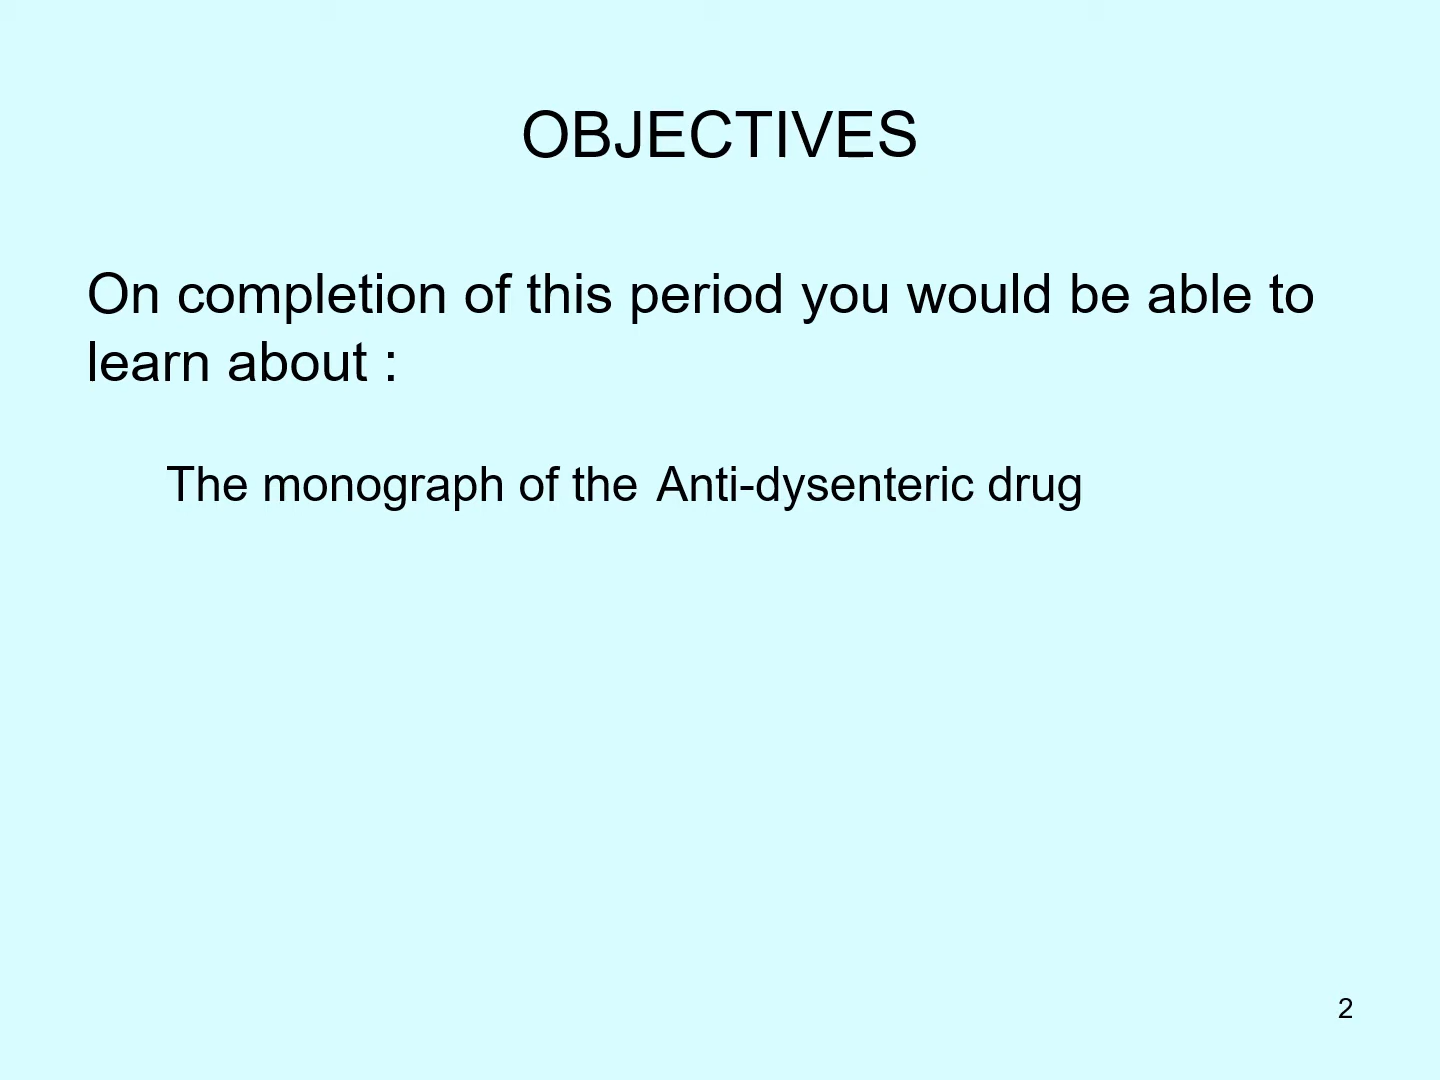 OBJECTIVES
On completion of this period you would be able to
learn about :
The monograph of the Anti-dysenteric drug
2